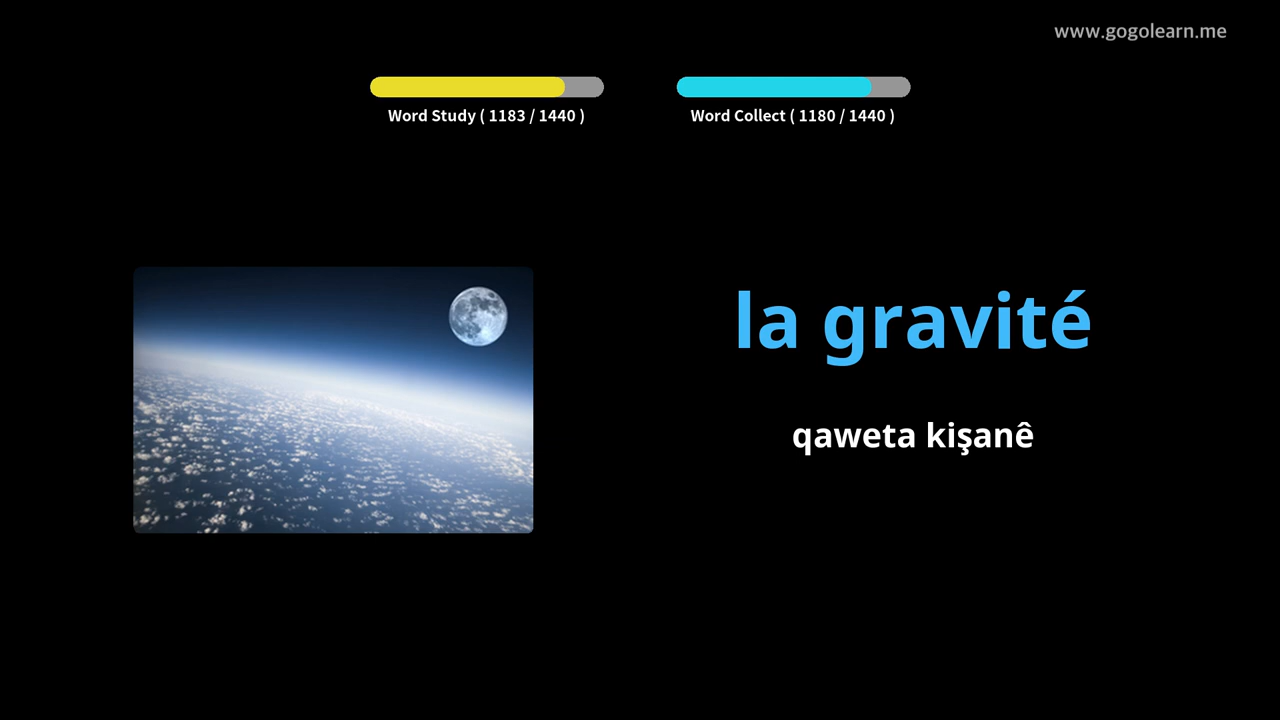 www.gogolearn.me
Word Study ( 1183 / 1440 )
Word Collect ( 1180 / 1440 )
la gravité
qaweta kişanê